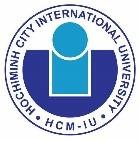 HOCHIMINH CITY INTERNATIONAL UNIVERSITY
★ HCM-IU ★